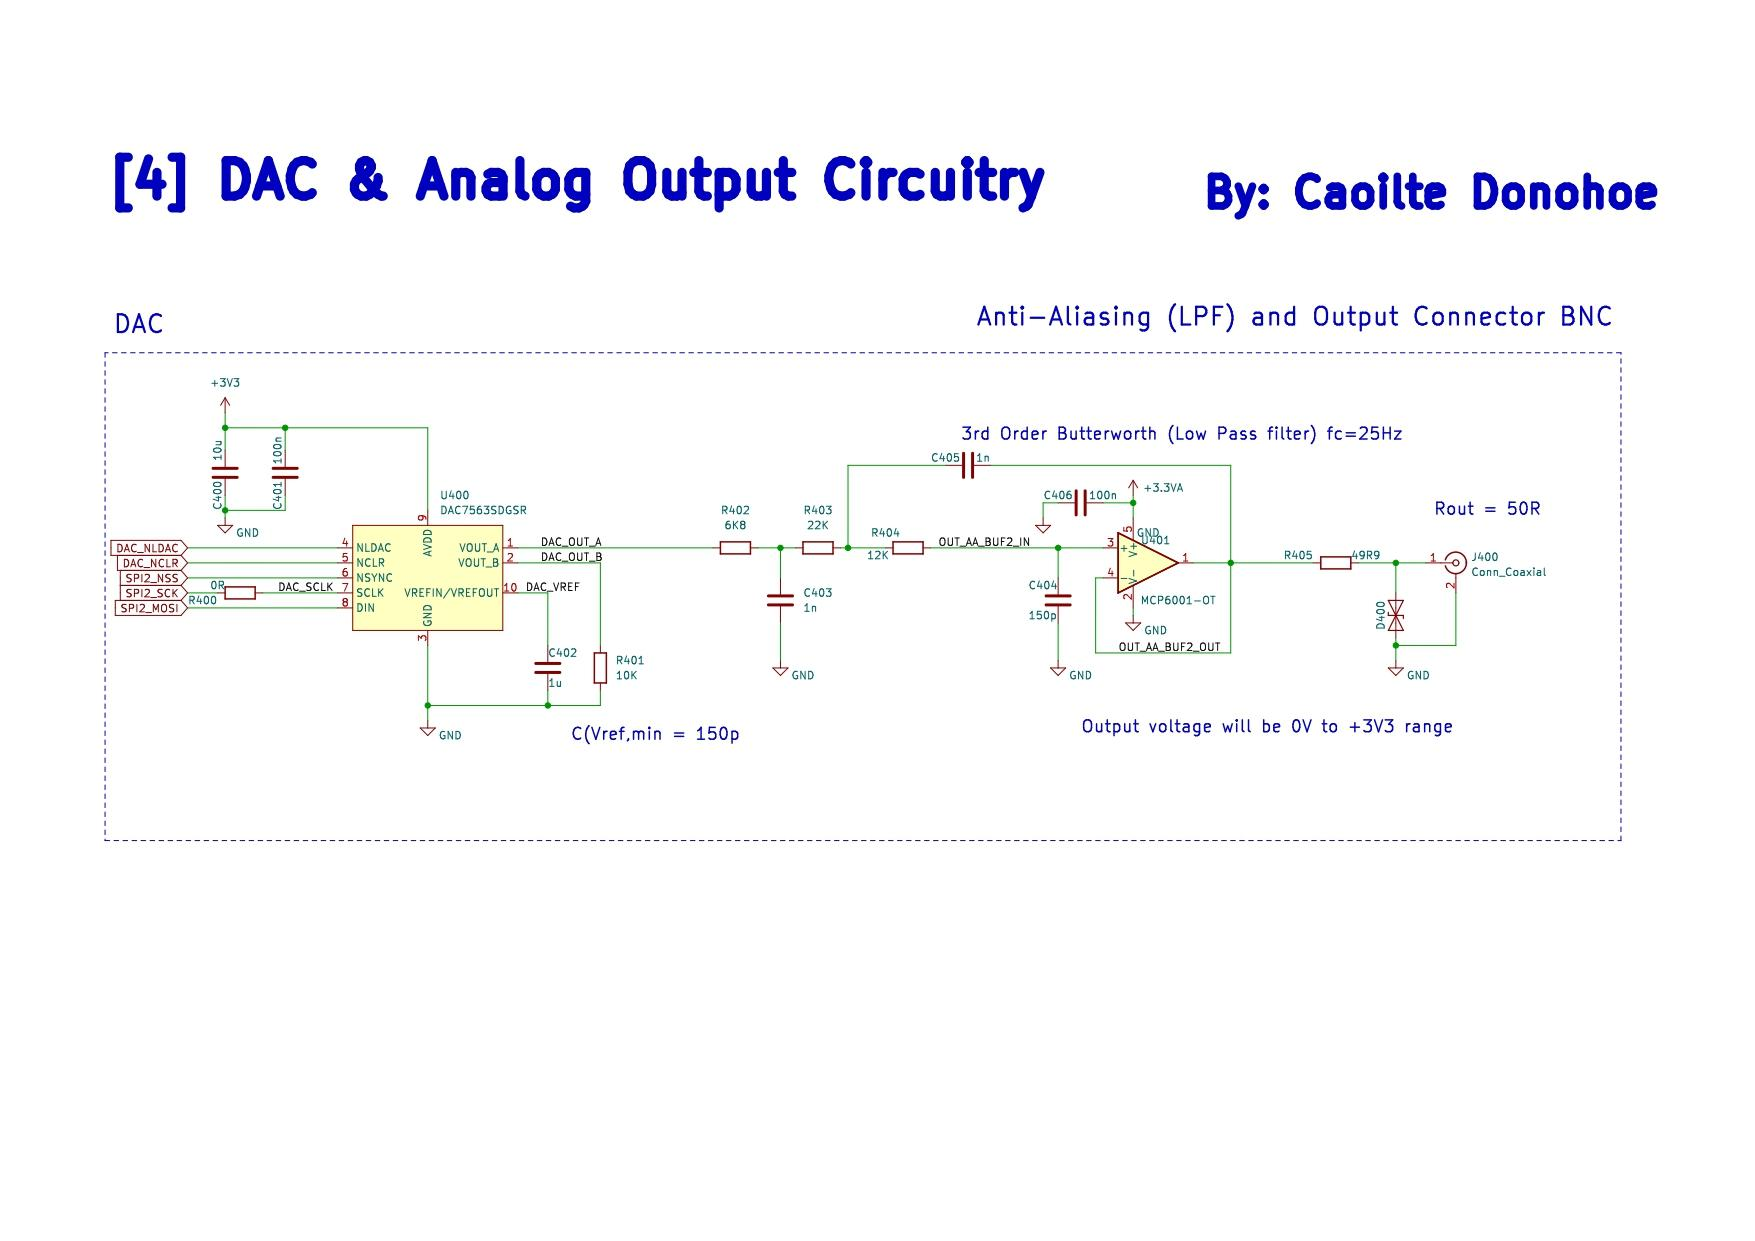 [4] DAC & Analog Output Circuitry
By: Caoilte Donohoe
DAC
Anti-Aliasing (LPF) and Output Connector BNC
+3V3
10u
C400
100n
C401
GND
U400
DAC7563SDGSR
DAC_NLDAC
DAC_NCLR
SPI2_NSS
SPI2_SCK
SPI2_MOSI
0R
R400
DAC_SCLK
4
5
6
7
8
NLDAC
NCLR
NSYNC
SCLK
DIN
9
AVDD
VOUT_A
VOUT_B
VREFIN/VREFOUT
GND
3
1
2
10
DAC_OUT_A
DAC_OUT_B
DAC_VREF
C402
1u
R401
10K
GND
C(Vref,min = 150p
R402
6K8
R403
22K
C403
1n
GND
3rd Order Butterworth (Low Pass filter) fc=25Hz
C405
1n
C406
100n
+3.3VA
GND
R404
12K
OUT_AA_BUF2_IN
C404
150p
GND
U401
3
4
5
2
1
+
-
V+
V-
MCP6001-OT
GND
OUT_AA_BUF2_OUT
Rout = 50R
R405
49R9
1
2
J400
Conn_Coaxial
D400
GND
Output voltage will be 0V to +3V3 range